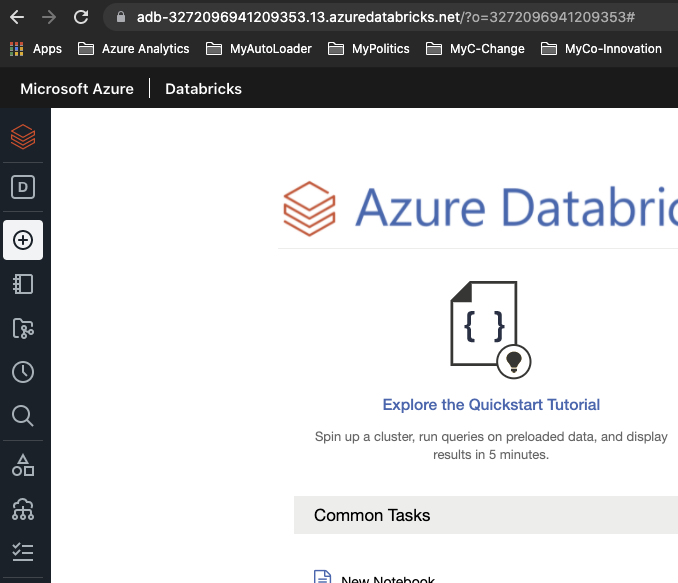 adb-3272096941209353.13.azuredatabricks.net/?o=3272096941209353#
Apps Azure Analytics MyAutoLoader MyPolitics MyC-Change MyCo-Innovation
Microsoft Azure Databricks
D
Azure Databric
{ }
Explore the Quickstart Tutorial
Spin up a cluster, run queries on preloaded data, and display
results in 5 minutes.
Common Tasks
New Notebook